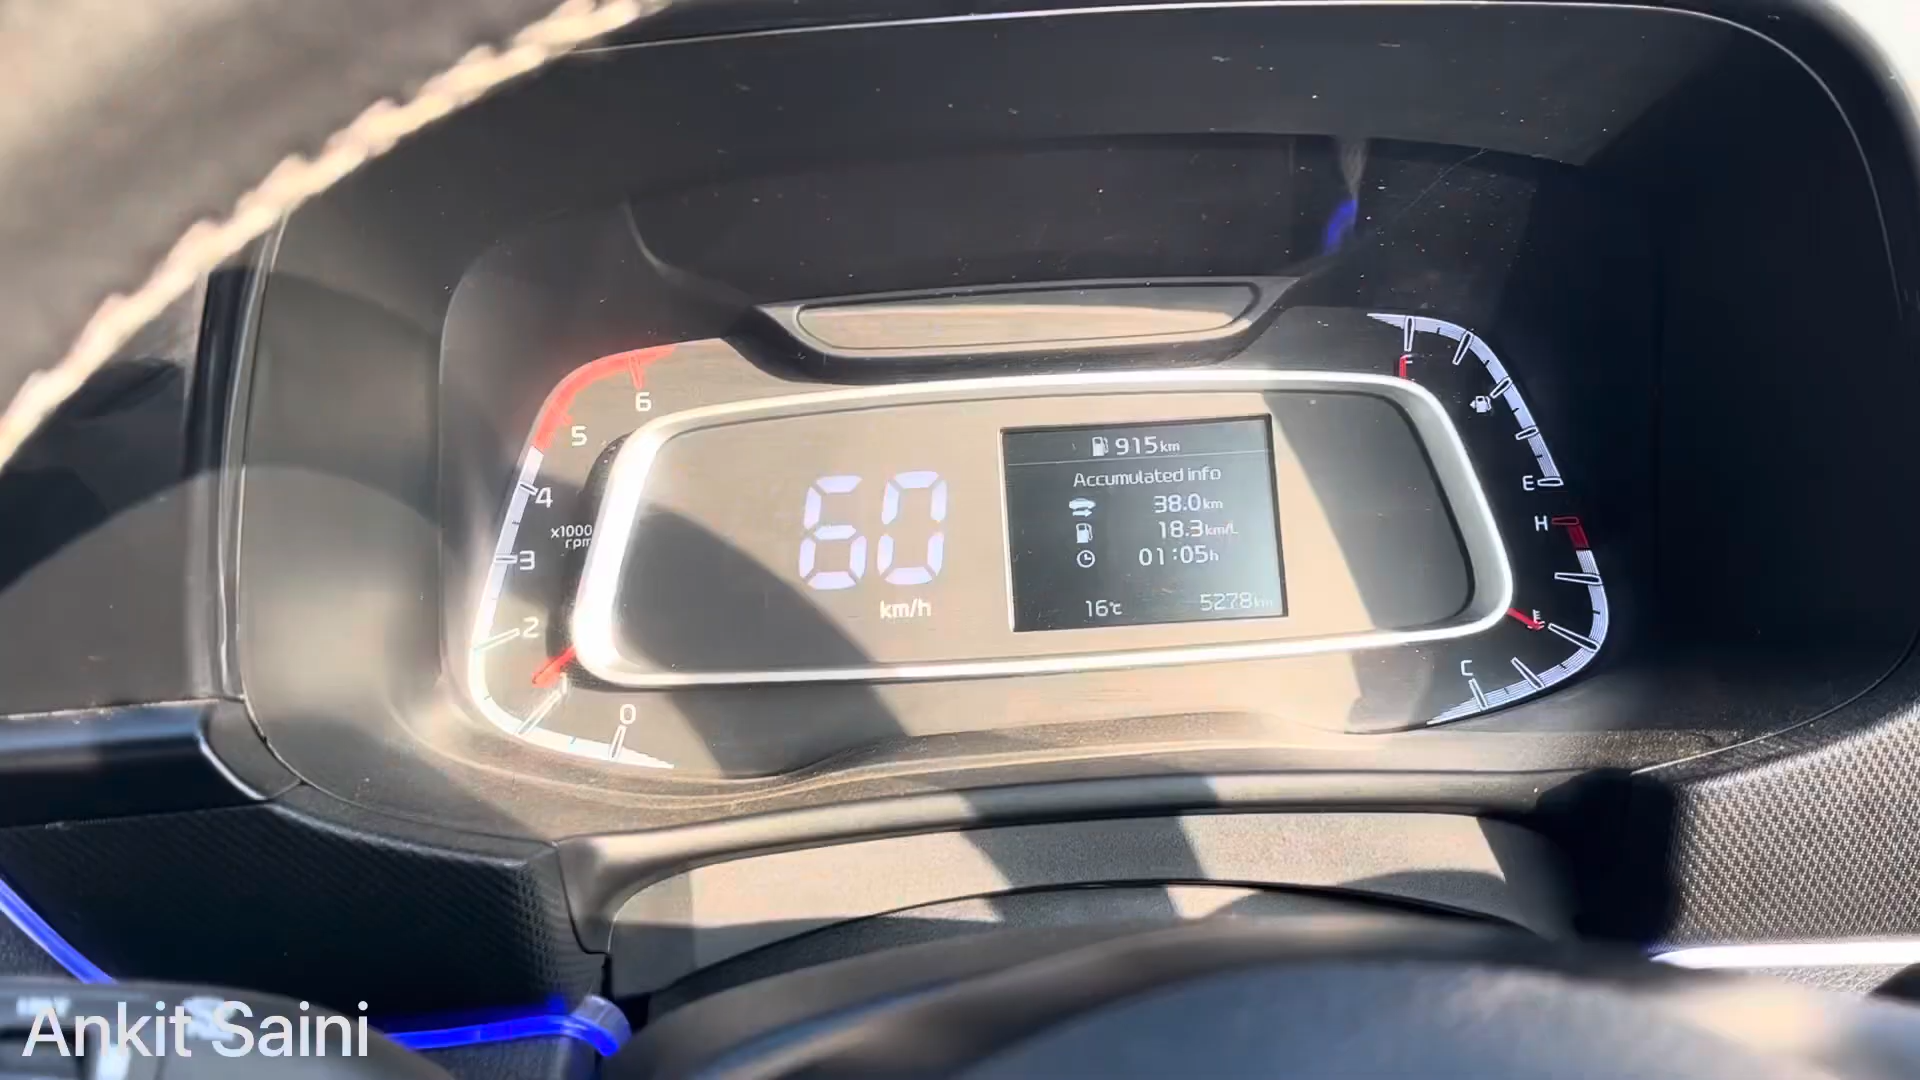 6
5
4
x1000
rpm
3
2
0
60
km/h
915km
Accumulated info
38.0km
18.3km/L
01:05h
16℃
5278km
E
H
C
Ankit Saini